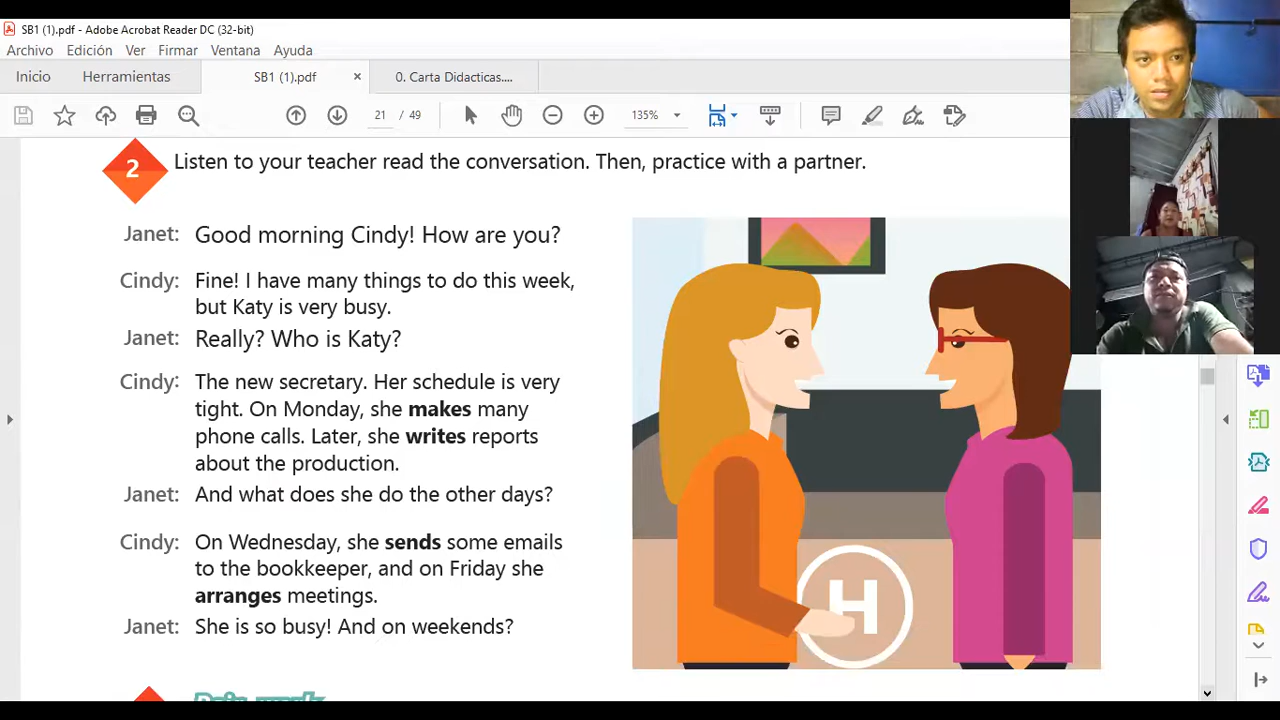 SB1 (1).pdf - Adobe Acrobat Reader DC (32-bit)
Archivo Edición Ver Firmar Ventana Ayuda
Inicio Herramientas SB1 (1).pdf × 0. Carta Didacticas....
21 / 49 135%
2 Listen to your teacher read the conversation. Then, practice with a partner.
Janet: Good morning Cindy! How are you?
Cindy: Fine! I have many things to do this week,
but Katy is very busy.
Janet: Really? Who is Katy?
Cindy: The new secretary. Her schedule is very
tight. On Monday, she makes many
phone calls. Later, she writes reports
about the production.
Janet: And what does she do the other days?
Cindy: On Wednesday, she sends some emails
to the bookkeeper, and on Friday she
arranges meetings.
Janet: She is so busy! And on weekends?
H